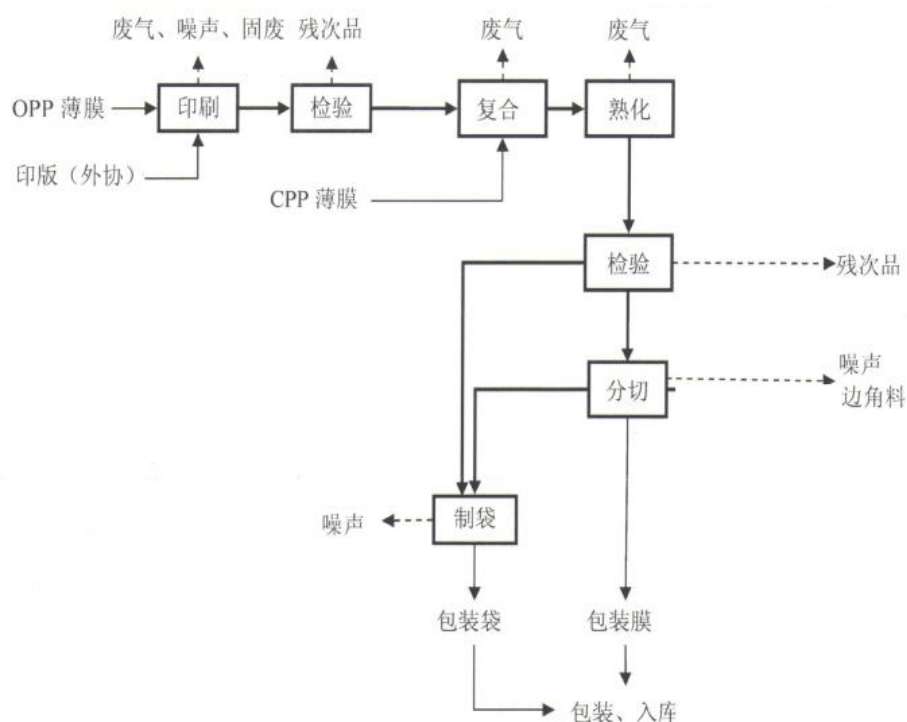 废气、噪声、固废 残次品 废气 废气
OPP 薄膜 印刷 检验 复合 熟化
印版（外协）
CPP 薄膜
检验 残次品
分切 噪声
边角料
噪声 制袋
包装袋 包装膜
包装、入库